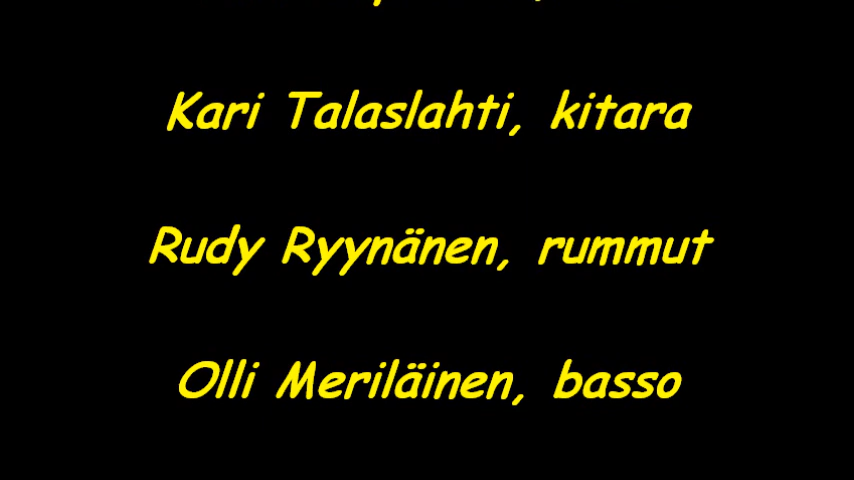 Kari Talaslahti, kitara
Rudy Ryynänen, rummut
Olli Meriläinen, basso